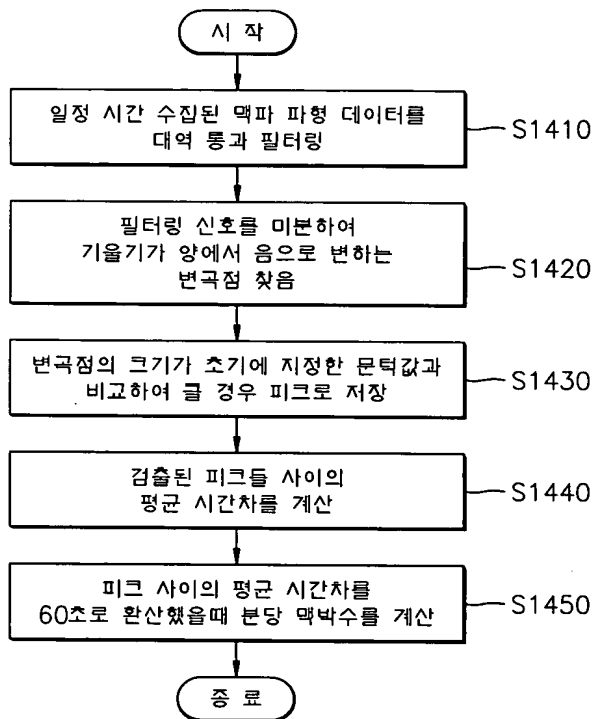 시 작
일정 시간 수집된 맥파 파형 데이터를
대역 통과 필터링
S1410
필터링 신호를 미분하여
기울기가 양에서 음으로 변하는
변곡점 찾음
S1420
변곡점의 크기가 초기에 지정한 문턱값과
비교하여 클 경우 피크로 저장
S1430
검출된 피크들 사이의
평균 시간차를 계산
S1440
피크 사이의 평균 시간차를
60초로 환산했을때 분당 맥박수를 계산
S1450
종 료